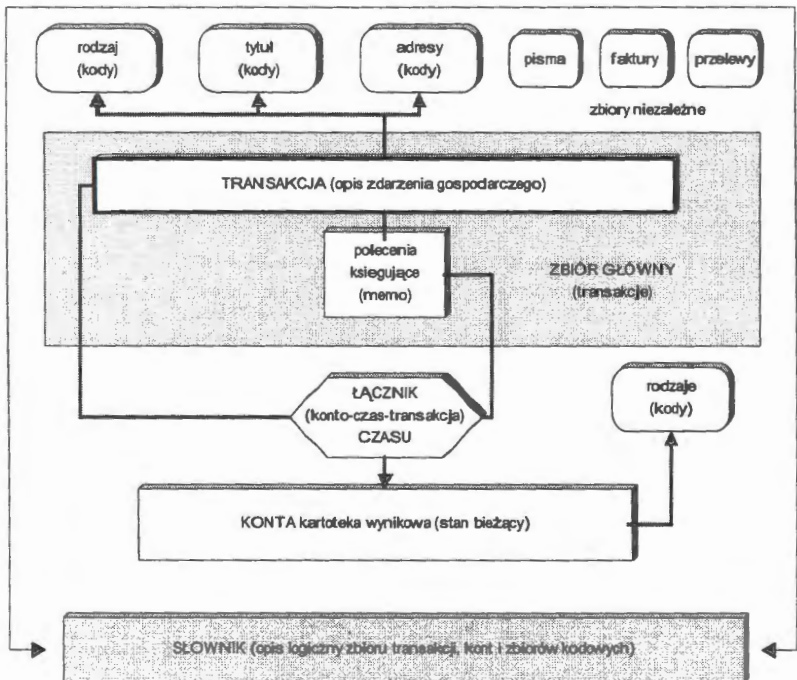 rodzaj
(kody)
tytuł
(kody)
adresy
(kody)
pisma
faktury
przelewy
zbiory niezależne
TRANSAKCJA (opis zdarzenia gospodarczego)
polecenia
księgujące
(memo)
ZBIÓR GŁÓWNY
(transakcje)
ŁĄCZNIK
(konto-czas-transakcja)
CZASU
rodzaje
(kody)
KONTA kartoteka wynikowa (stan bieżący)
SŁOWNIK (opis logiczny zbioru transakcji, kont i zbiorów kodowych)